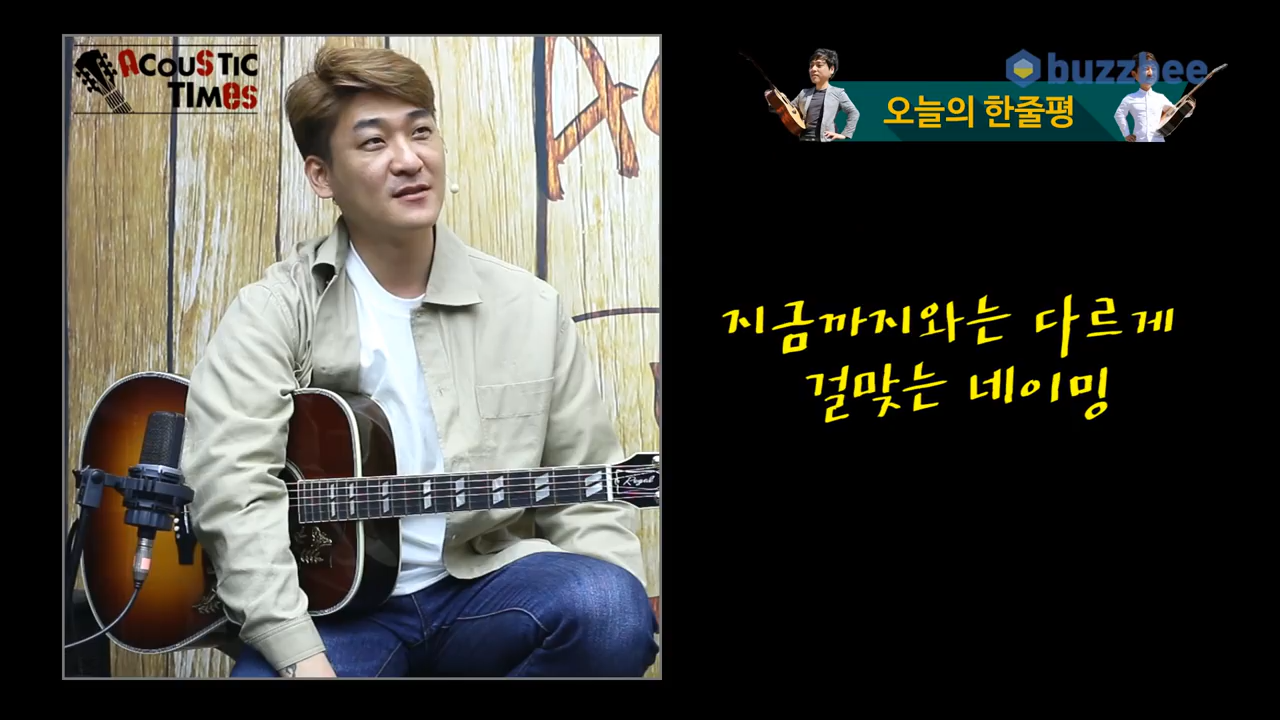 ACOUSTIC
TIMES
buzzbee
오늘의 한줄평
지금까지와는 다르게
걸맞는 네이밍
Royal